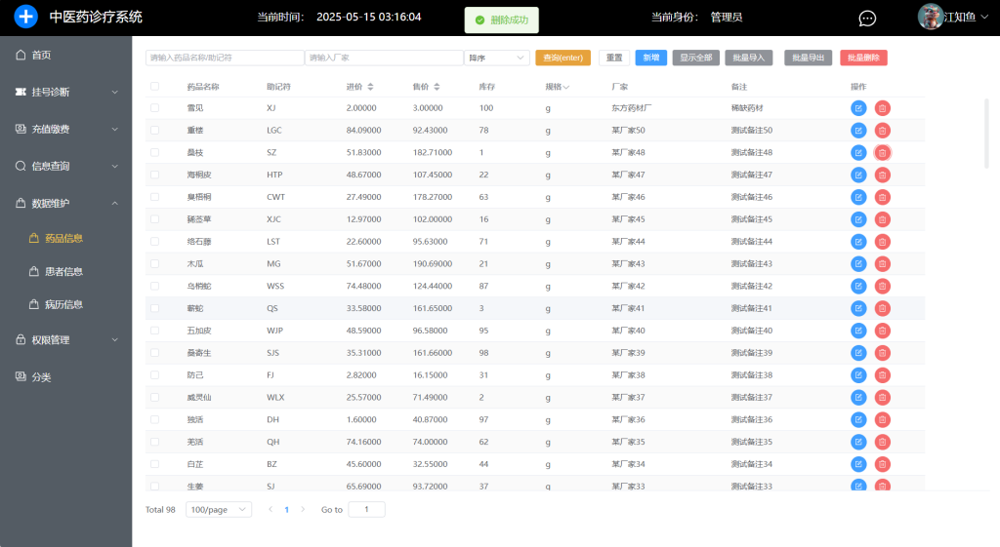 中医药诊疗系统 当前时间： 2025-05-15 03:16:04 删除成功 当前身份： 管理员 江知鱼
首页
挂号诊断
充值缴费
信息查询
数据维护
药品信息
患者信息
病历信息
权限管理
分类
请输入药品名称/助记符 请输入厂家 降序 查询(enter) 重置 新增 显示全部 批量导入 批量导出 批量删除
药品名称 助记符 进价 售价 库存 规格 厂家 备注 操作
雪见 XJ 2.00000 3.00000 100 g 东方药材厂 稀缺药材
重楼 LGC 84.09000 92.43000 78 g 某厂家50 测试备注50
桑枝 SZ 51.83000 182.71000 1 g 某厂家48 测试备注48
海桐皮 HTP 48.67000 107.45000 22 g 某厂家47 测试备注47
臭梧桐 CWT 27.49000 178.27000 63 g 某厂家46 测试备注46
豨莶草 XJC 12.97000 102.00000 16 g 某厂家45 测试备注45
络石藤 LST 22.60000 95.63000 71 g 某厂家44 测试备注44
木瓜 MG 51.67000 190.69000 21 g 某厂家43 测试备注43
乌梢蛇 WSS 74.48000 124.44000 87 g 某厂家42 测试备注42
蕲蛇 QS 33.58000 161.65000 3 g 某厂家41 测试备注41
五加皮 WJP 48.59000 96.58000 95 g 某厂家40 测试备注40
桑寄生 SJS 35.31000 161.66000 98 g 某厂家39 测试备注39
防己 FJ 2.82000 16.15000 31 g 某厂家38 测试备注38
威灵仙 WLX 25.57000 71.49000 2 g 某厂家37 测试备注37
独活 DH 1.60000 40.87000 97 g 某厂家36 测试备注36
羌活 QH 74.16000 74.00000 62 g 某厂家35 测试备注35
白芷 BZ 45.60000 32.55000 44 g 某厂家34 测试备注34
生姜 SJ 65.69000 93.72000 37 g 某厂家33 测试备注33
Total 98 100/page 1 Go to 1